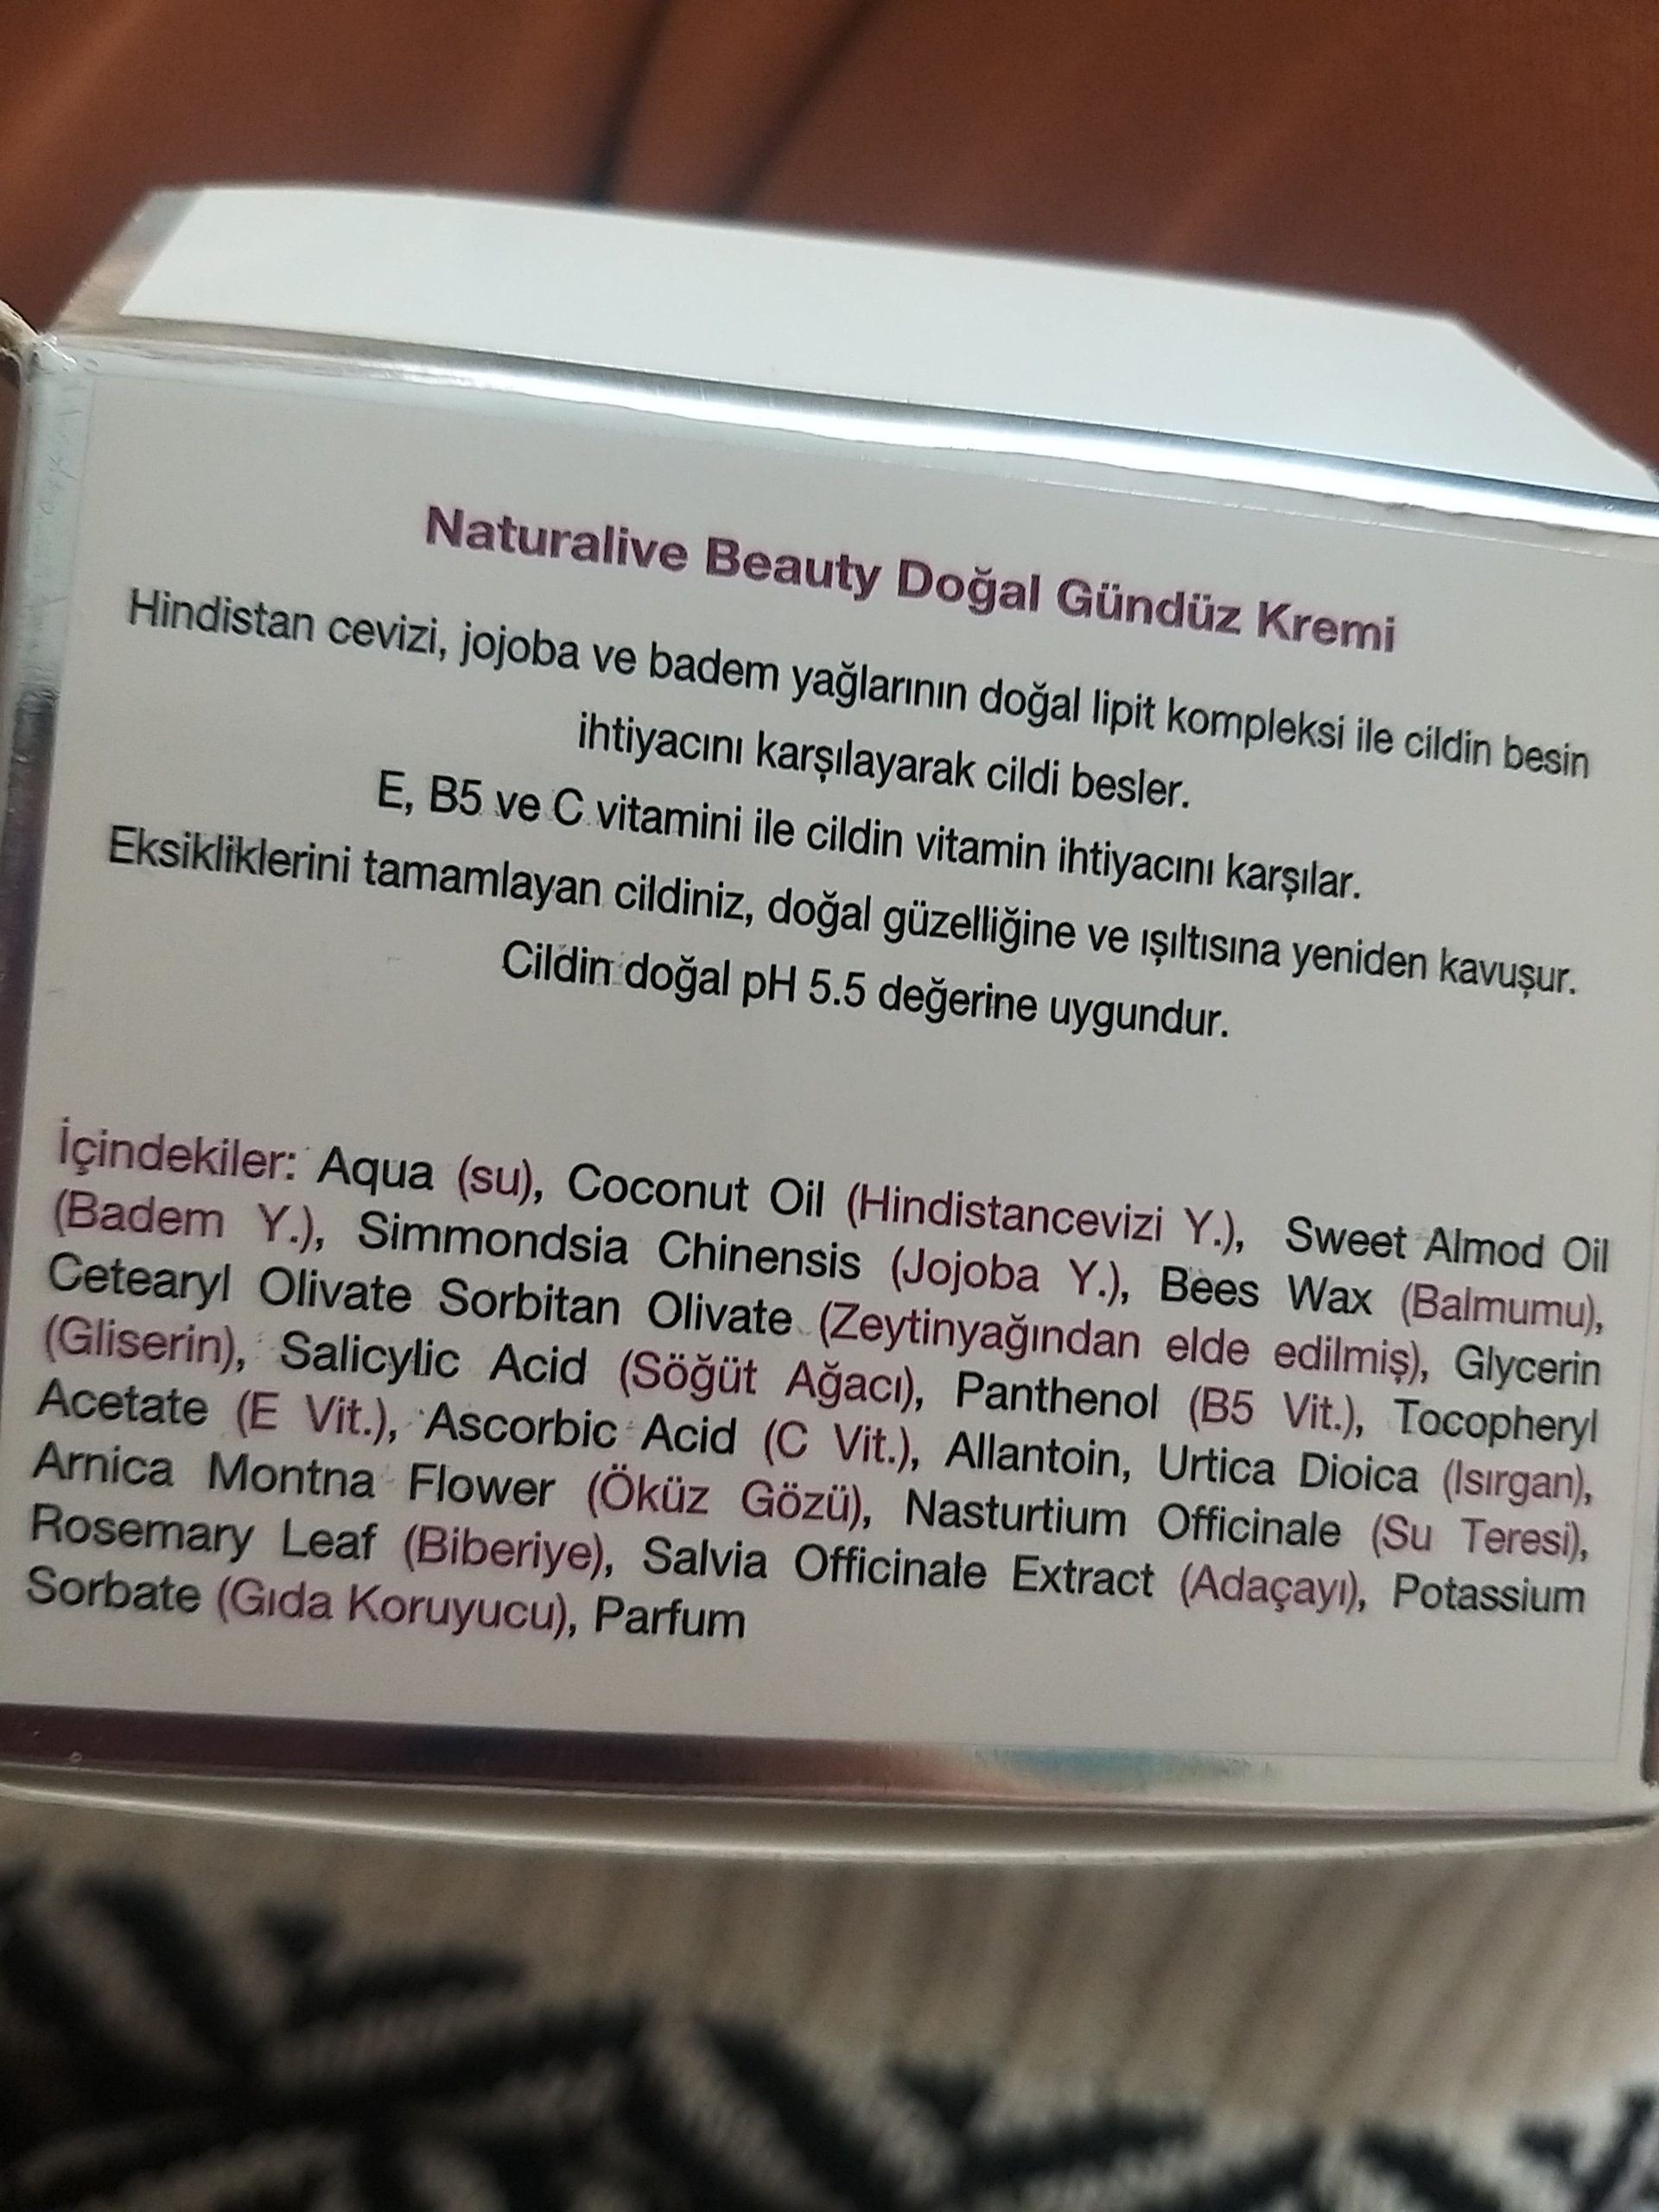 Naturalive Beauty Doğal Gündüz Kremi
Hindistan cevizi, jojoba ve badem yağlarının doğal lipit kompleksi ile cildin besin
ihtiyacını karşılayarak cildi besler.
E, B5 ve C vitamini ile cildin vitamin ihtiyacını karşılar.
Eksikliklerini tamamlayan cildiniz, doğal güzelliğine ve ışıltısına yeniden kavuşur.
Cildin doğal pH 5.5 değerine uygundur.
İçindekiler: Aqua (su), Coconut Oil (Hindistancevizi Y.), Sweet Almod Oil
(Badem Y.), Simmondsia Chinensis (Jojoba Y.), Bees Wax (Balmumu),
Cetearyl Olivate Sorbitan Olivate (Zeytinyağından elde edilmiş), Glycerin
(Gliserin), Salicylic Acid (Söğüt Ağacı), Panthenol (B5 Vit.), Tocopheryl
Acetate (E Vit.), Ascorbic Acid (C Vit.), Allantoin, Urtica Dioica (Isırgan),
Arnica Montna Flower (Öküz Gözü), Nasturtium Officinale (Su Teresi),
Rosemary Leaf (Biberiye), Salvia Officinale Extract (Adaçayı), Potassium
Sorbate (Gıda Koruyucu), Parfum